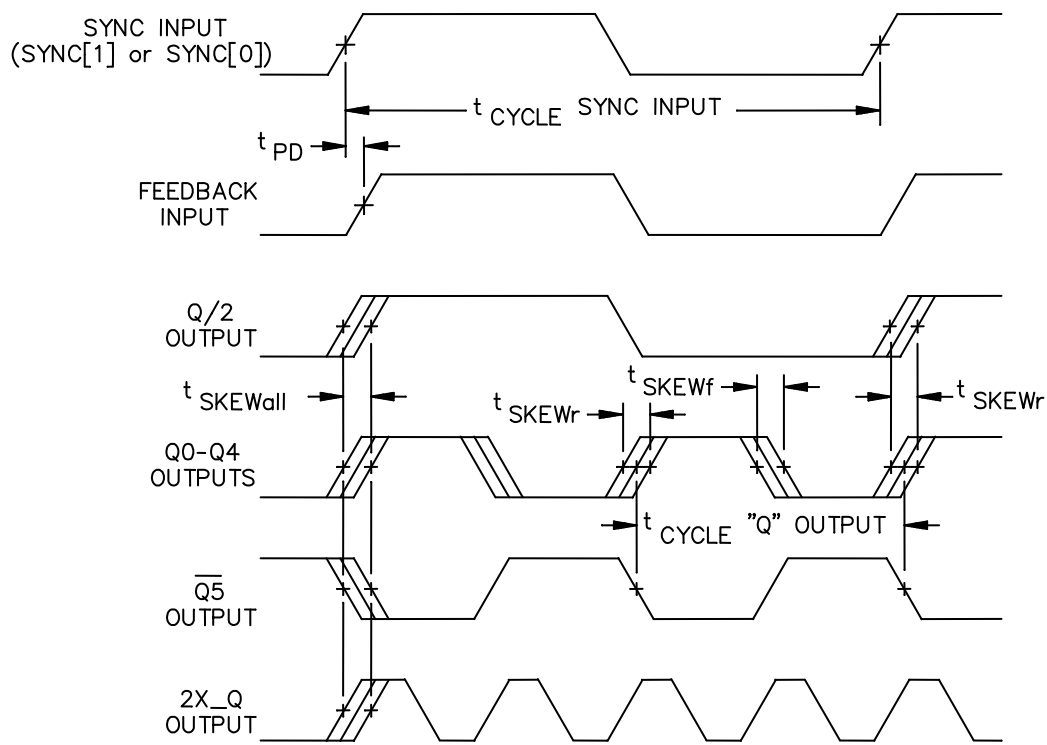 SYNC INPUT
(SYNC[1] or SYNC[0])
t CYCLE SYNC INPUT
t PD
FEEDBACK
INPUT
Q/2
OUTPUT
t SKEWall
t SKEWr
t SKEWf
t SKEWr
Q0-Q4
OUTPUTS
t CYCLE "Q" OUTPUT
Q̅5̅
OUTPUT
2X_Q
OUTPUT